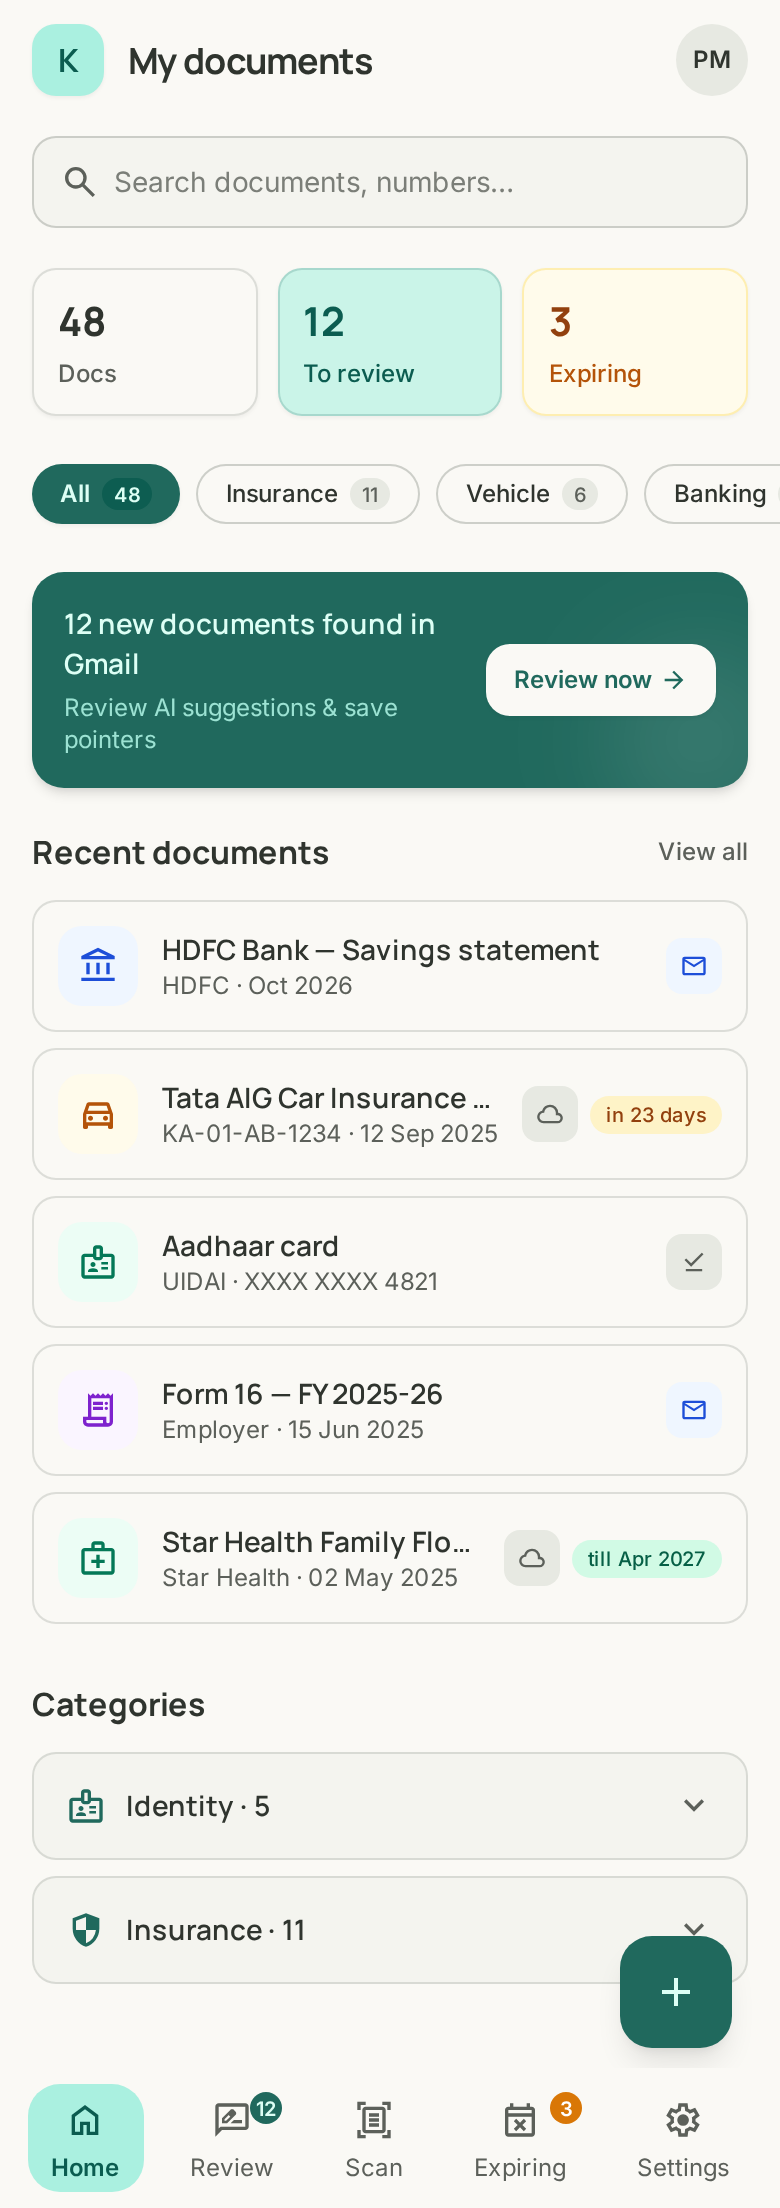 K
My documents
PM
Search documents, numbers...
48
Docs
12
To review
3
Expiring
All 48
Insurance 11
Vehicle 6
Banking
12 new documents found in
Gmail
Review AI suggestions & save
pointers
Review now →
Recent documents
View all
HDFC Bank — Savings statement
HDFC · Oct 2026
Tata AIG Car Insurance ...
KA-01-AB-1234 · 12 Sep 2025
in 23 days
Aadhaar card
UIDAI · XXXX XXXX 4821
Form 16 — FY 2025-26
Employer · 15 Jun 2025
Star Health Family Flo...
Star Health · 02 May 2025
till Apr 2027
Categories
Identity · 5
Insurance · 11
+
12
3
Home
Review
Scan
Expiring
Settings